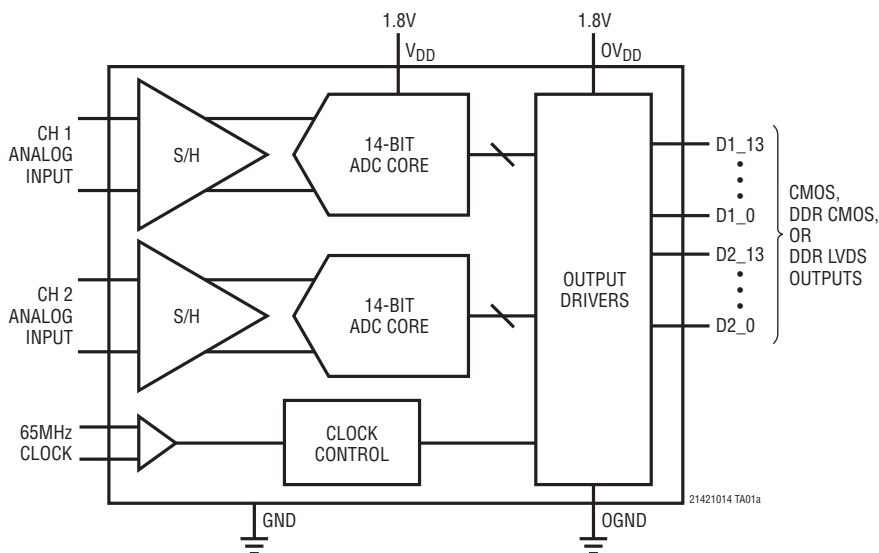 1.8V
1.8V
VDD
OVDD
CH 1
ANALOG
INPUT
S/H
14-BIT
ADC CORE
D1_13
D1_0
D2_13
D2_0
CMOS,
DDR CMOS,
OR
DDR LVDS
OUTPUTS
OUTPUT
DRIVERS
CH 2
ANALOG
INPUT
S/H
14-BIT
ADC CORE
65MHz
CLOCK
CLOCK
CONTROL
21421014 TA01a
GND
OGND